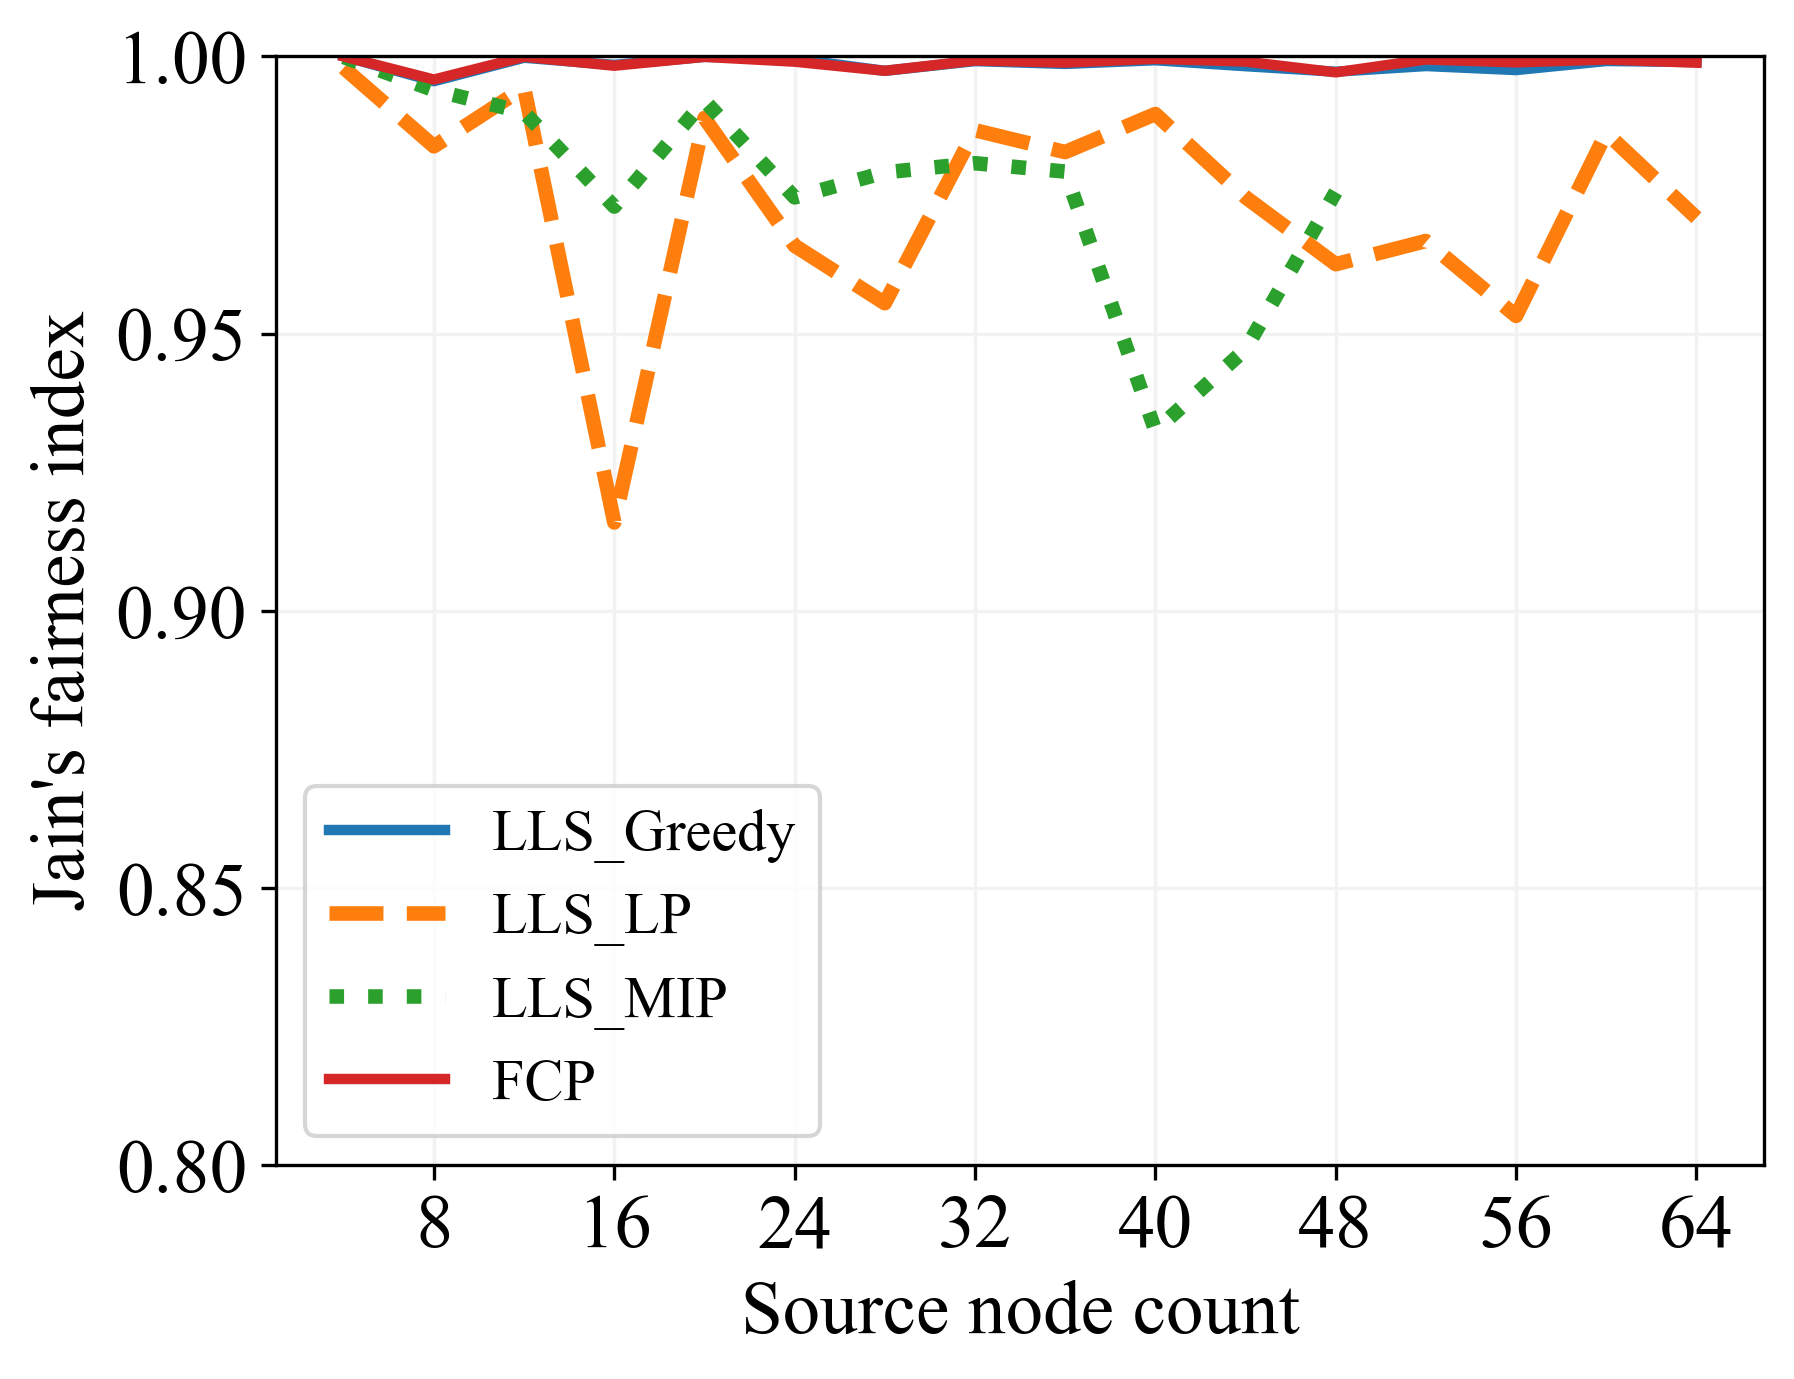 1.00
0.95
0.90
0.85
0.80
Jain's fairness index
LLS_Greedy
LLS_LP
LLS_MIP
FCP
8 16 24 32 40 48 56 64
Source node count